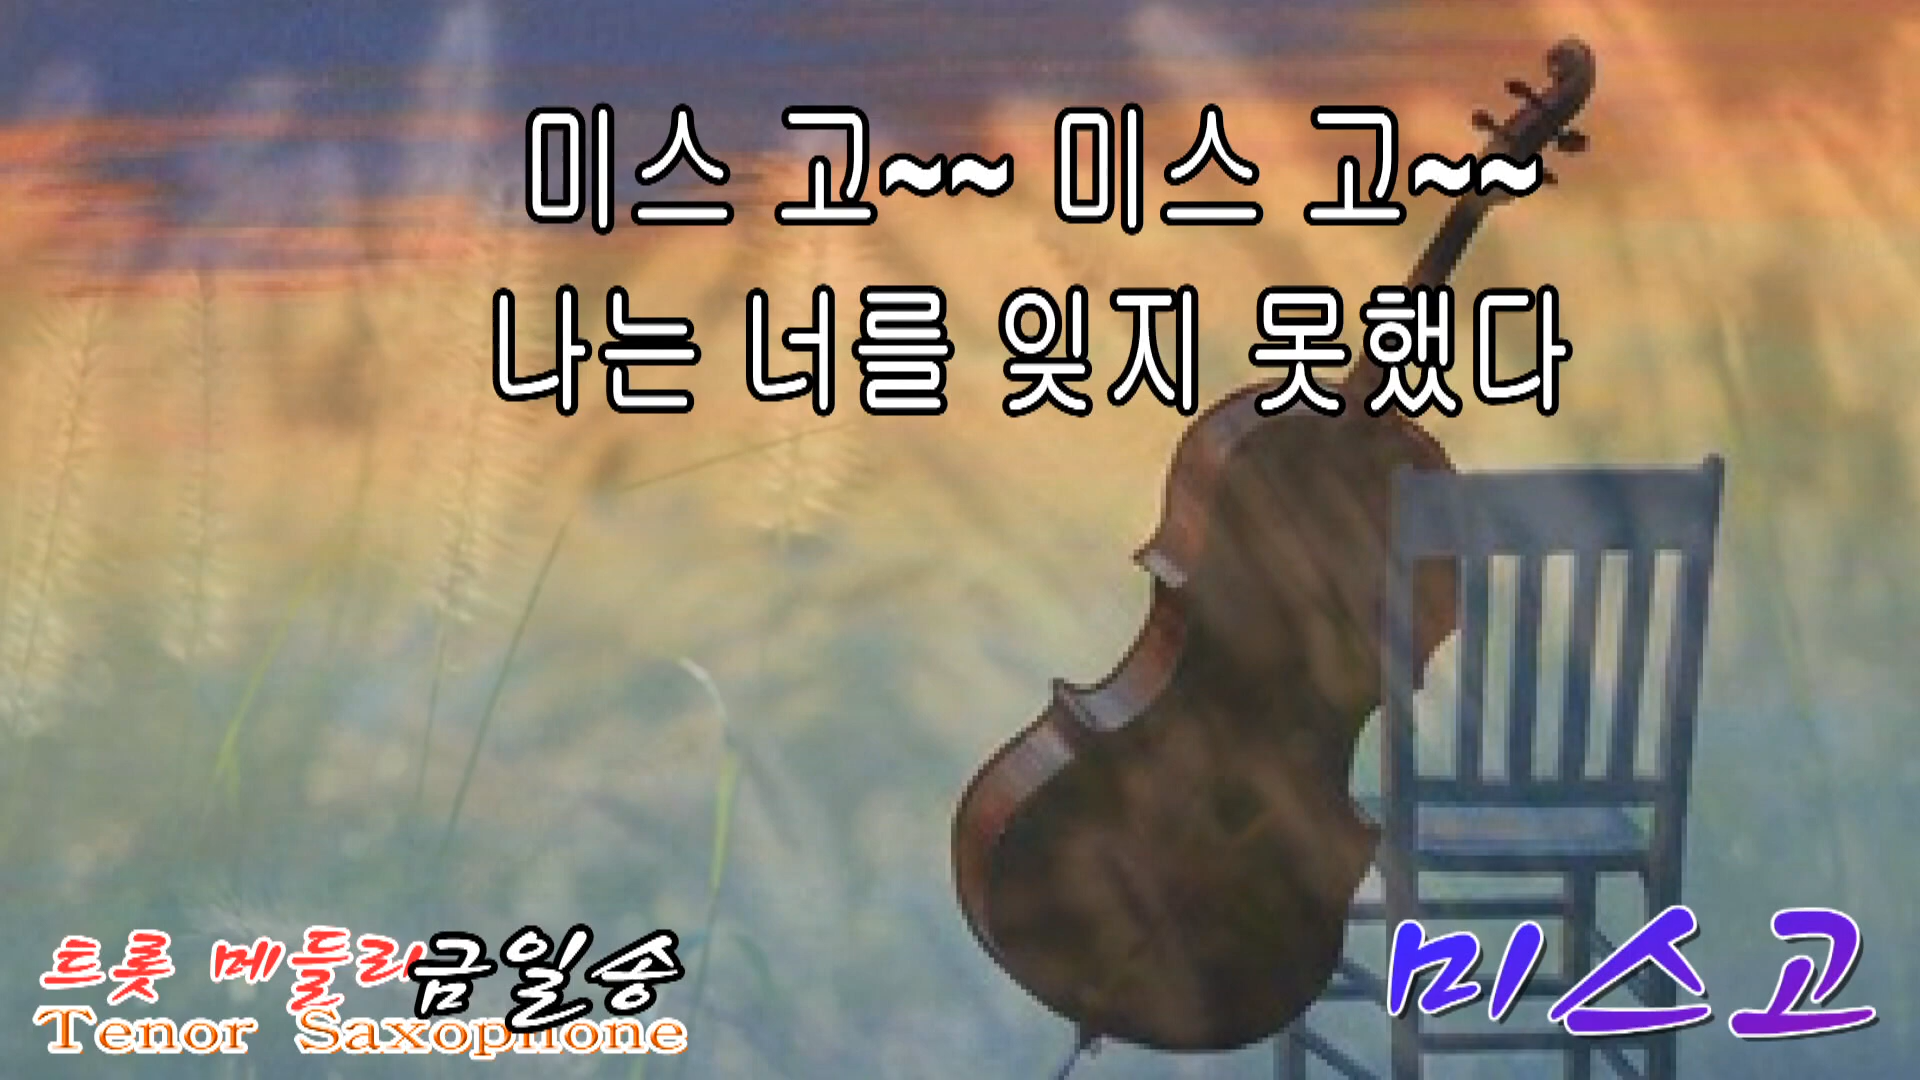 미스 고~~ 미스 고~~
나는 너를 잊지 못했다
트롯 메들리 금일송
Tenor Saxophone
미스고